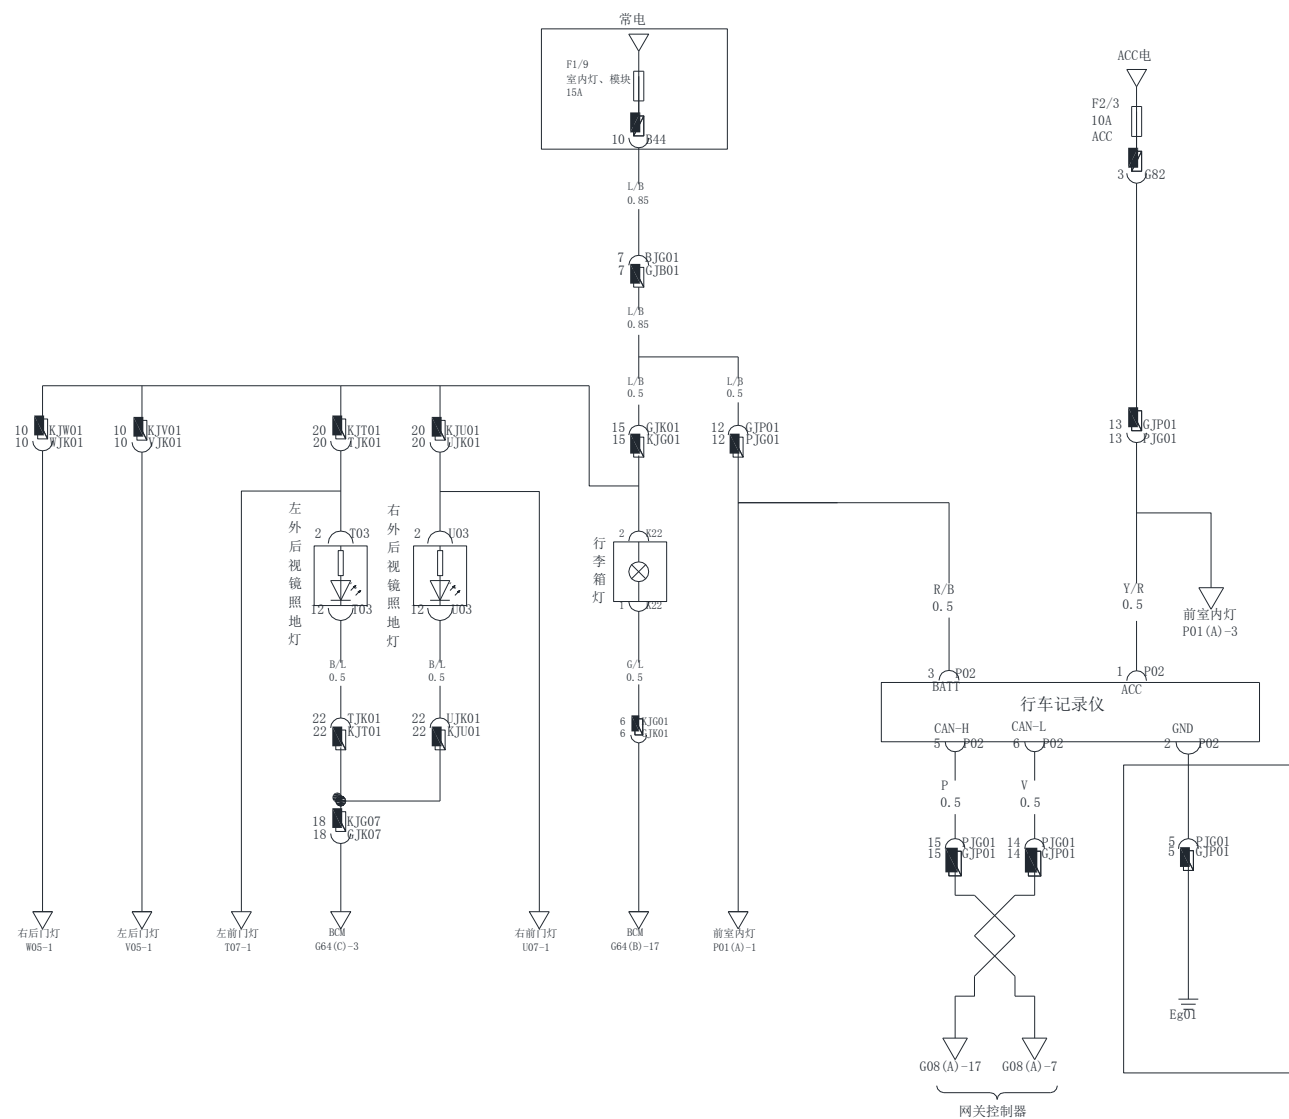 常电
F1/9
室内灯、模块
15A
10 B44
L/B
0.85
7 BJG01
7 GJB01
L/B
0.85
L/B
0.5
L/B
0.5
ACC电
F2/3
10A
ACC
3 G82
10 KJW01
10 WJK01
10 KJV01
10 VJK01
20 KJT01
20 TJK01
20 KJU01
20 UJK01
15 GJK01
15 KJG01
12 GJP01
12 PJG01
13 GJP01
13 PJG01
左外后视镜照地灯
2 T03
12 T03
右外后视镜照地灯
2 U03
12 U03
行李箱灯
2 K22
1 K22
B/L
0.5
B/L
0.5
G/L
0.5
R/B
0.5
Y/R
0.5
前室内灯
P01(A)-3
22 TJK01
22 KJT01
22 UJK01
22 KJU01
6 KJG01
6 GJK01
18 KJG07
18 GJK07
3 P02
BATT
1 P02
ACC
行车记录仪
CAN-H
5 P02
CAN-L
6 P02
GND
2 P02
P
0.5
V
0.5
15 PJG01
15 GJP01
14 PJG01
14 GJP01
5 PJG01
5 GJP01
右后门灯
W05-1
左后门灯
V05-1
左前门灯
T07-1
BCM
G64(C)-3
右前门灯
U07-1
BCM
G64(B)-17
前室内灯
P01(A)-1
Eg01
G08(A)-17
G08(A)-7
网关控制器